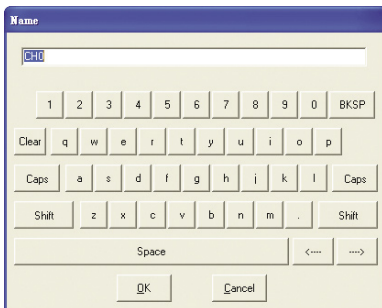 Name
CH0
1 2 3 4 5 6 7 8 9 0 BKSP
Clear q w e r t y u i o p
Caps a s d f g h j k l Caps
Shift z x c v b n m . Shift
Space <---- ---->
OK Cancel